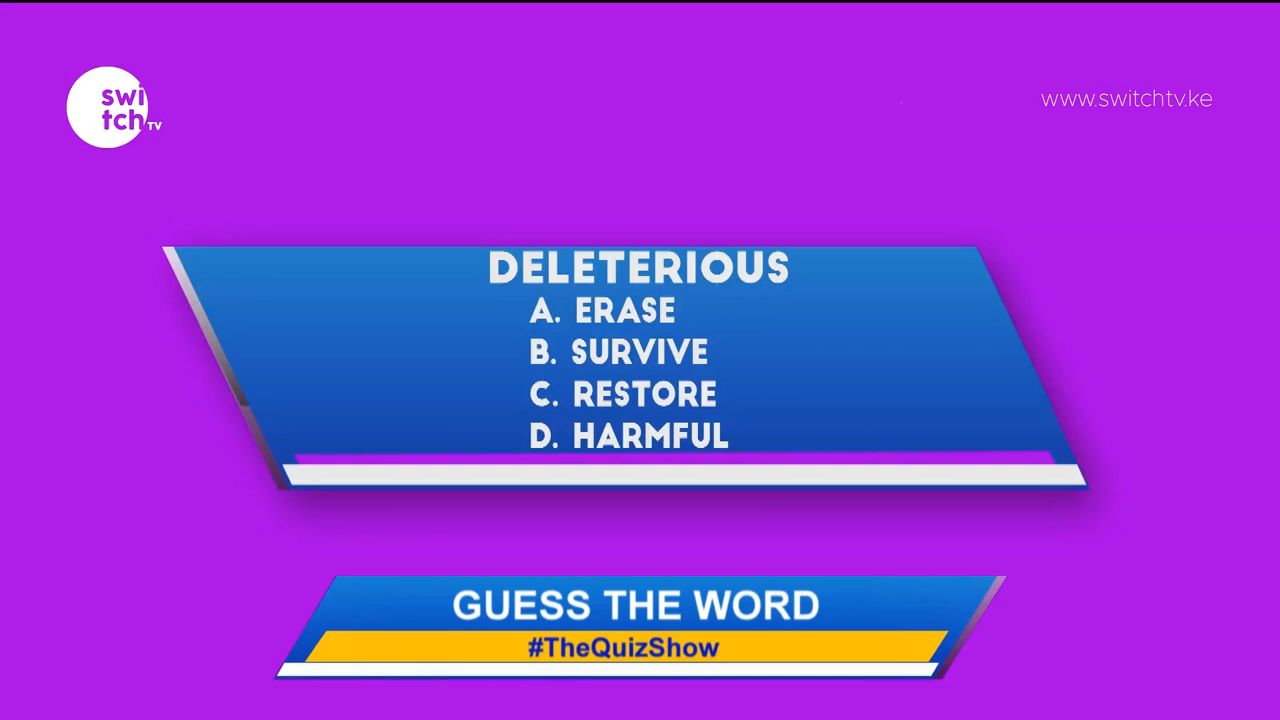 swi
tch TV
www.switchtv.ke
DELETERIOUS
A. ERASE
B. SURVIVE
C. RESTORE
D. HARMFUL
GUESS THE WORD
#TheQuizShow